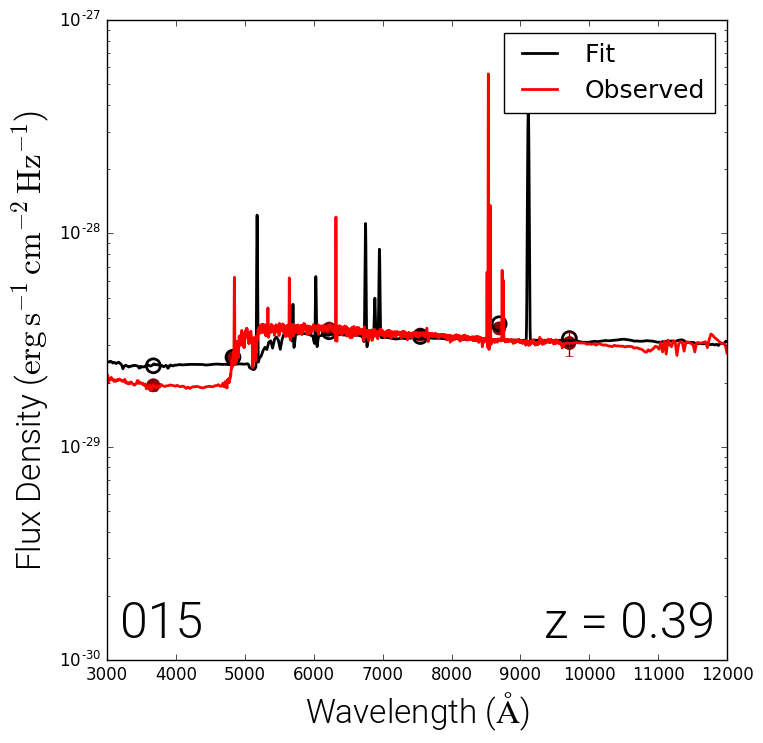 10^-27
10^-28
10^-29
10^-30
Flux Density (erg s^-1 cm^-2 Hz^-1)
Fit
Observed
015
z = 0.39
3000 4000 5000 6000 7000 8000 9000 10000 11000 12000
Wavelength (Å)